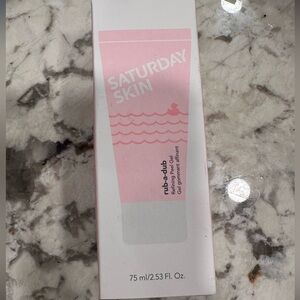 SATURDAY
SKIN
rub-a-dub
Refining Peel Gel
Gel gommant affinant
75 ml/2.53 Fl. Oz.